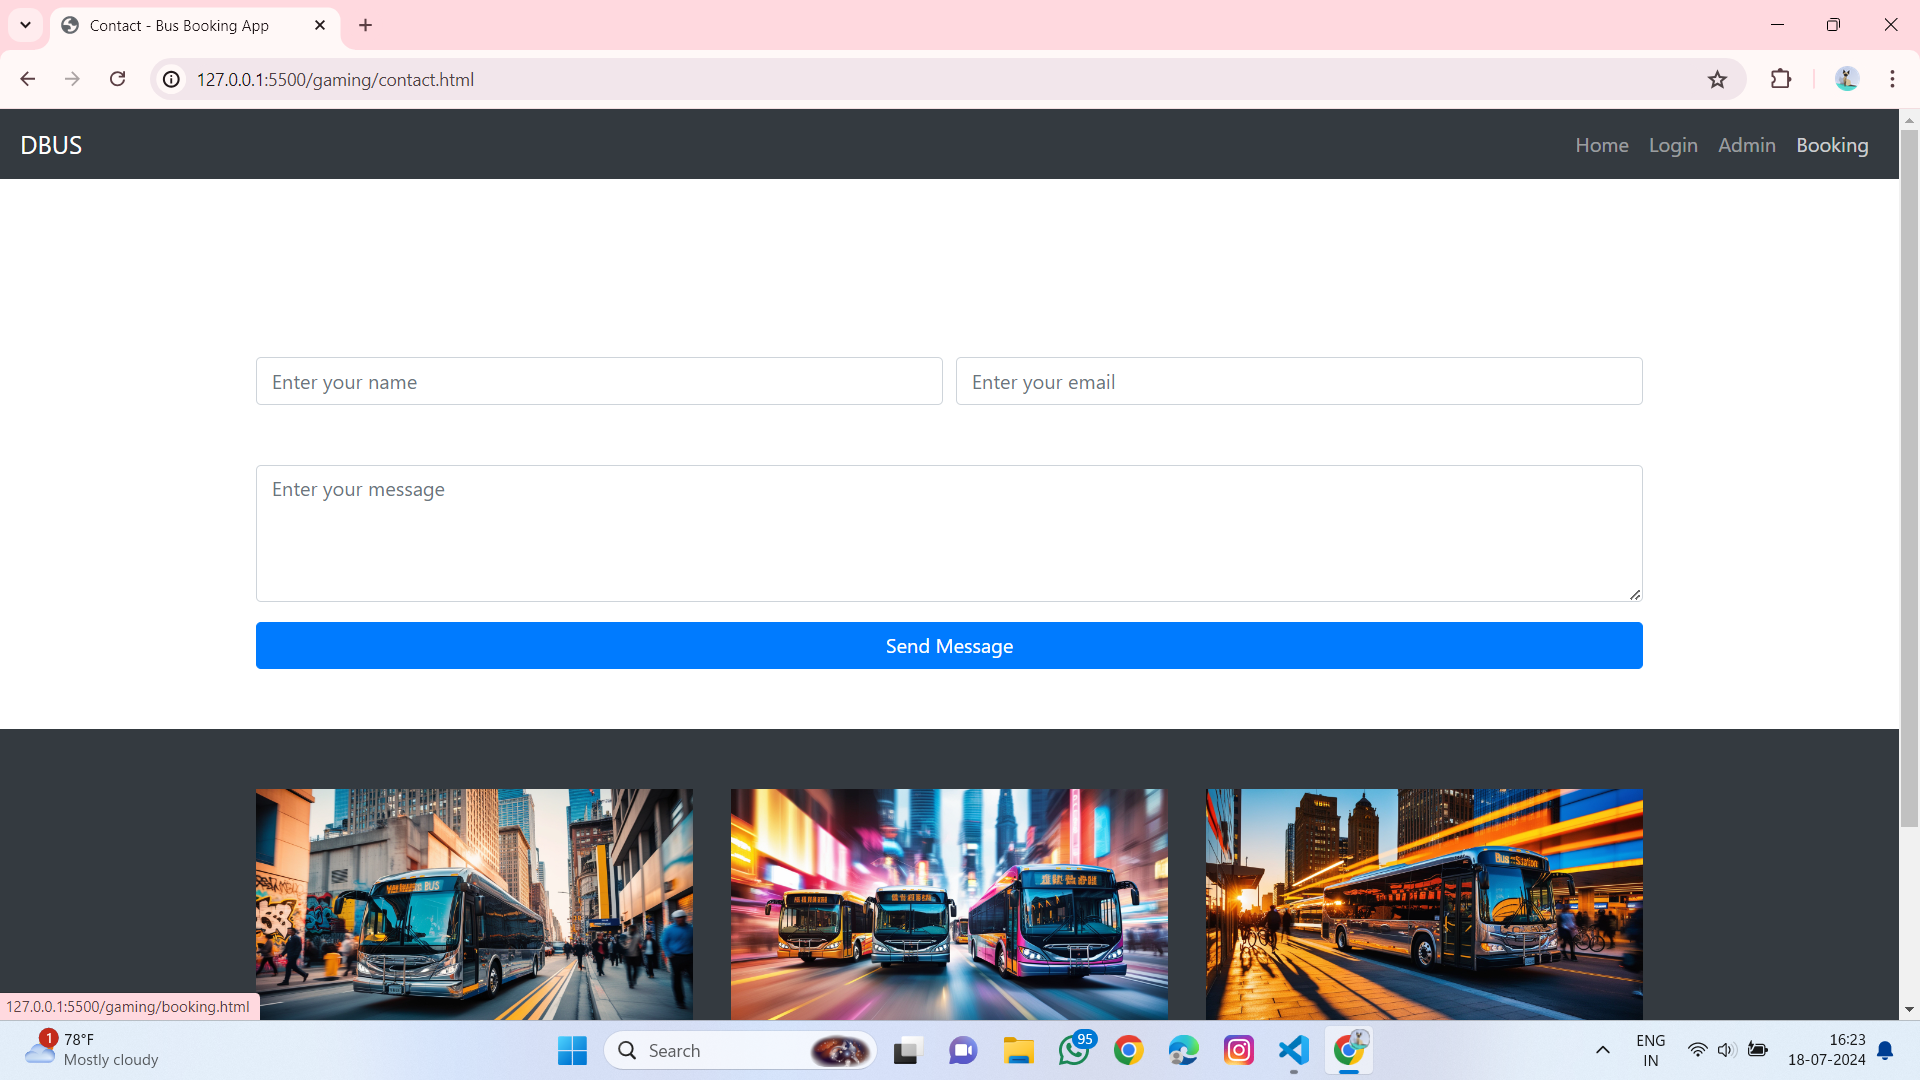 Contact - Bus Booking App
127.0.0.1:5500/gaming/contact.html
DBUS
Home Login Admin Booking
Enter your name
Enter your email
Enter your message
Send Message
BUS
Bus
127.0.0.1:5500/gaming/booking.html
1
78°F
Mostly cloudy
Search
95
ENG
IN
16:23
18-07-2024